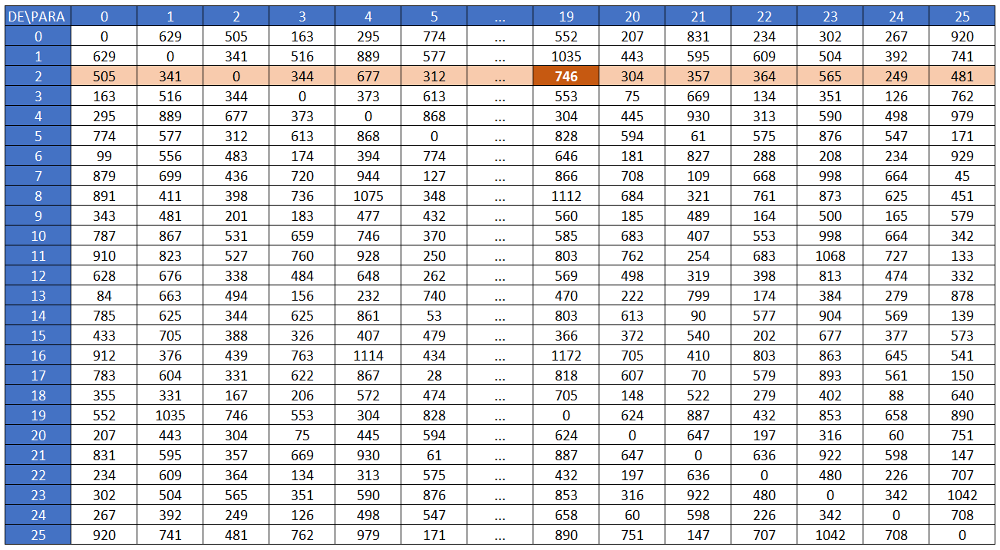 DE\PARA 0 1 2 3 4 5 ... 19 20 21 22 23 24 25
0 0 629 505 163 295 774 ... 552 207 831 234 302 267 920
1 629 0 341 516 889 577 ... 1035 443 595 609 504 392 741
2 505 341 0 344 677 312 ... 746 304 357 364 565 249 481
3 163 516 344 0 373 613 ... 553 75 669 134 351 126 762
4 295 889 677 373 0 868 ... 304 445 930 313 590 498 979
5 774 577 312 613 868 0 ... 828 594 61 575 876 547 171
6 99 556 483 174 394 774 ... 646 181 827 288 208 234 929
7 879 699 436 720 944 127 ... 866 708 109 668 998 664 45
8 891 411 398 736 1075 348 ... 1112 684 321 761 873 625 451
9 343 481 201 183 477 432 ... 560 185 489 164 500 165 579
10 787 867 531 659 746 370 ... 585 683 407 553 998 664 342
11 910 823 527 760 928 250 ... 803 762 254 683 1068 727 133
12 628 676 338 484 648 262 ... 569 498 319 398 813 474 332
13 84 663 494 156 232 740 ... 470 222 799 174 384 279 878
14 785 625 344 625 861 53 ... 803 613 90 577 904 569 139
15 433 705 388 326 407 479 ... 366 372 540 202 677 377 573
16 912 376 439 763 1114 434 ... 1172 705 410 803 863 645 541
17 783 604 331 622 867 28 ... 818 607 70 579 893 561 150
18 355 331 167 206 572 474 ... 705 148 522 279 402 88 640
19 552 1035 746 553 304 828 ... 0 624 887 432 853 658 890
20 207 443 304 75 445 594 ... 624 0 647 197 316 60 751
21 831 595 357 669 930 61 ... 887 647 0 636 922 598 147
22 234 609 364 134 313 575 ... 432 197 636 0 480 226 707
23 302 504 565 351 590 876 ... 853 316 922 480 0 342 1042
24 267 392 249 126 498 547 ... 658 60 598 226 342 0 708
25 920 741 481 762 979 171 ... 890 751 147 707 1042 708 0